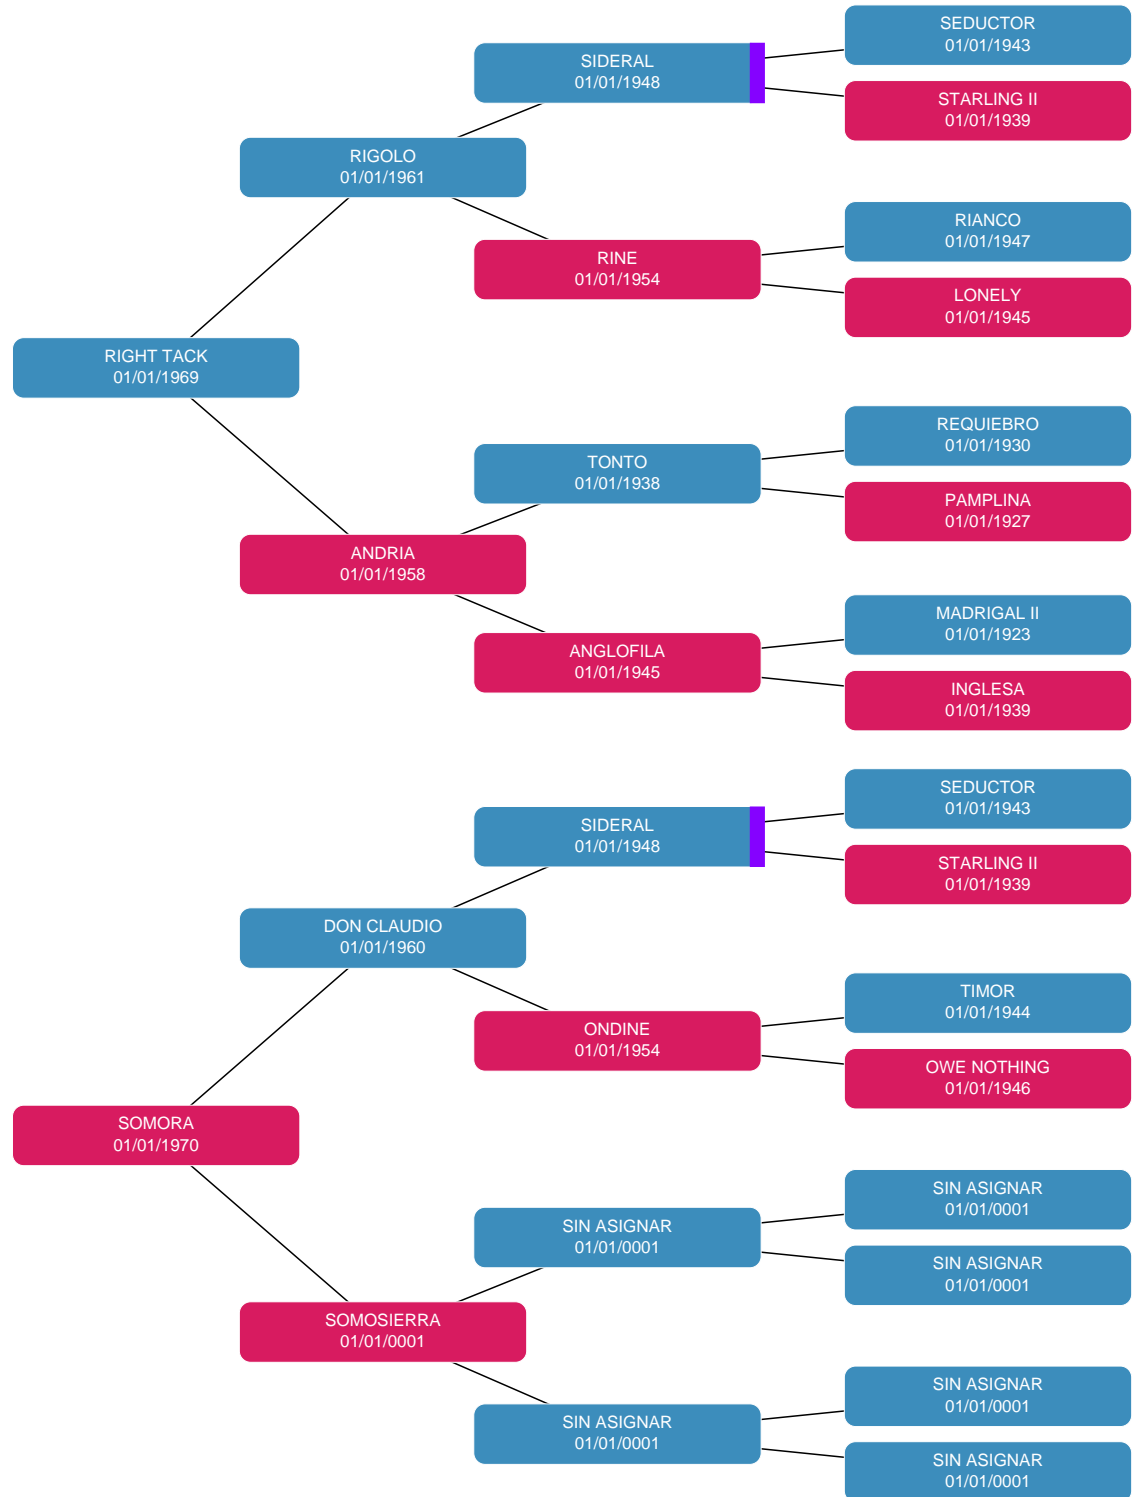 SEDUCTOR
01/01/1943
SIDERAL
01/01/1948
STARLING II
01/01/1939
RIGOLO
01/01/1961
RIANCO
01/01/1947
RINE
01/01/1954
LONELY
01/01/1945
RIGHT TACK
01/01/1969
REQUIEBRO
01/01/1930
TONTO
01/01/1938
PAMPLINA
01/01/1927
ANDRIA
01/01/1958
MADRIGAL II
01/01/1923
ANGLOFILA
01/01/1945
INGLESA
01/01/1939
SEDUCTOR
01/01/1943
SIDERAL
01/01/1948
STARLING II
01/01/1939
DON CLAUDIO
01/01/1960
TIMOR
01/01/1944
ONDINE
01/01/1954
OWE NOTHING
01/01/1946
SOMORA
01/01/1970
SIN ASIGNAR
01/01/0001
SIN ASIGNAR
01/01/0001
SIN ASIGNAR
01/01/0001
SOMOSIERRA
01/01/0001
SIN ASIGNAR
01/01/0001
SIN ASIGNAR
01/01/0001
SIN ASIGNAR
01/01/0001